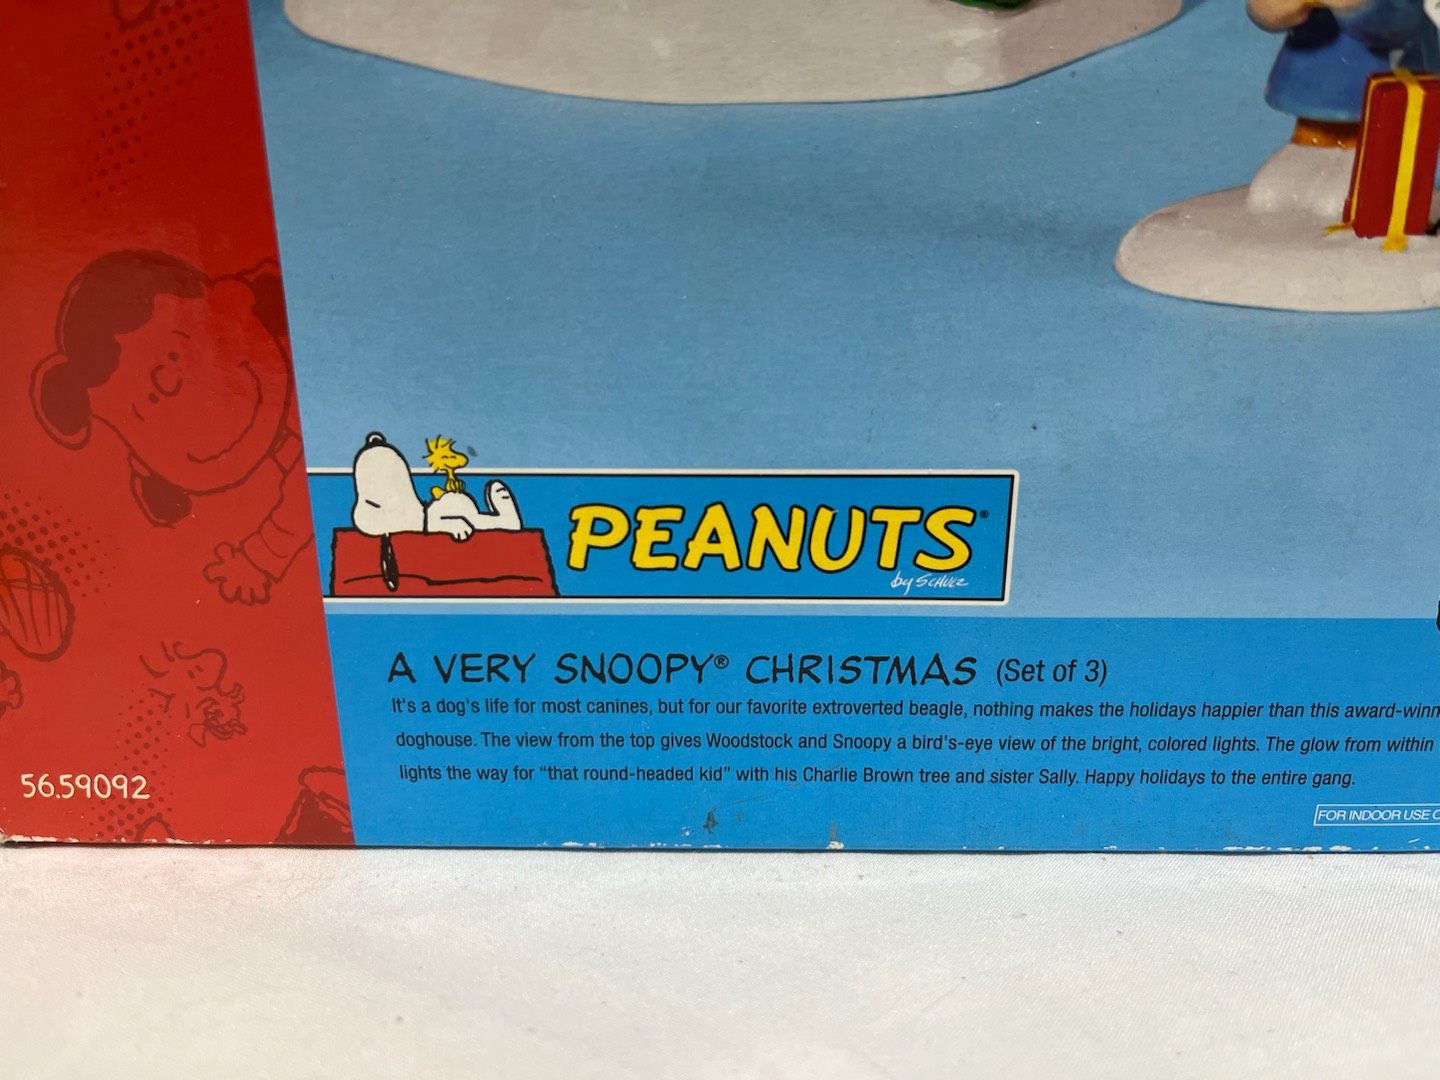 PEANUTS®
by SCHULZ
A VERY SNOOPY® CHRISTMAS (Set of 3)
It's a dog's life for most canines, but for our favorite extroverted beagle, nothing makes the holidays happier than this award-winn
doghouse. The view from the top gives Woodstock and Snoopy a bird's-eye view of the bright, colored lights. The glow from within
lights the way for “that round-headed kid” with his Charlie Brown tree and sister Sally. Happy holidays to the entire gang.
56.59092
FOR INDOOR USE